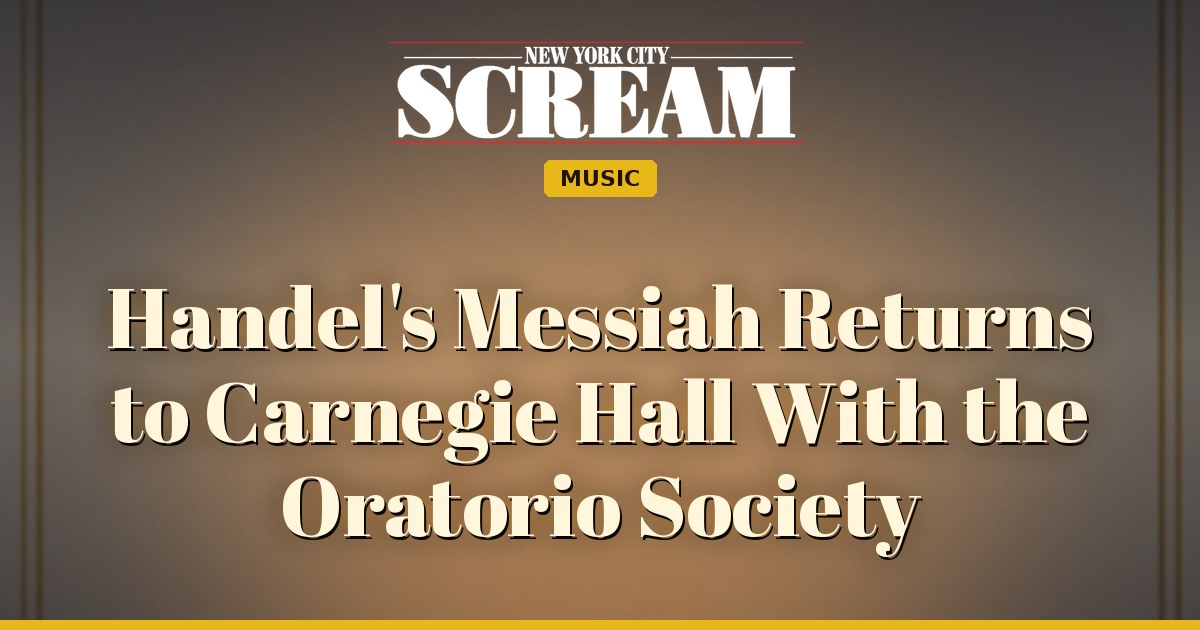 NEW YORK CITY
SCREAM
MUSIC
Handel's Messiah Returns
to Carnegie Hall With the
Oratorio Society